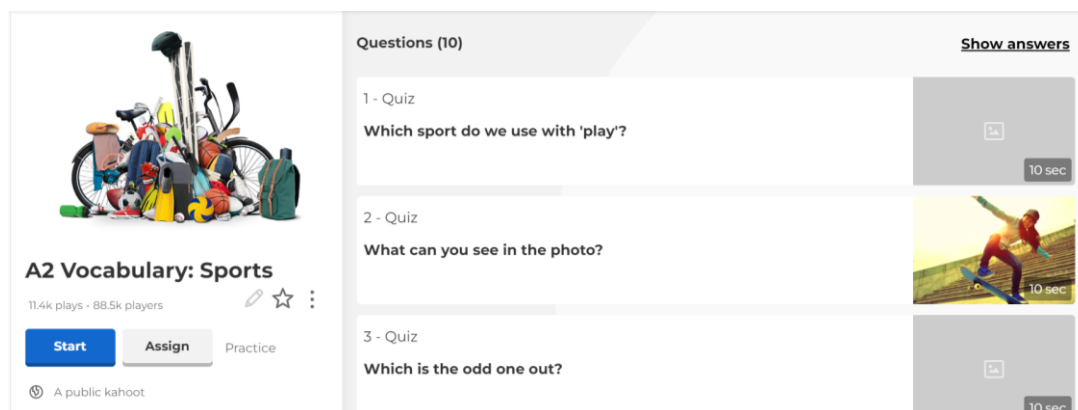 Questions (10)
Show answers
1 - Quiz
Which sport do we use with 'play'?
10 sec
2 - Quiz
What can you see in the photo?
10 sec
3 - Quiz
Which is the odd one out?
10 sec
A2 Vocabulary: Sports
11.4k plays • 88.5k players
Start
Assign
Practice
A public kahoot